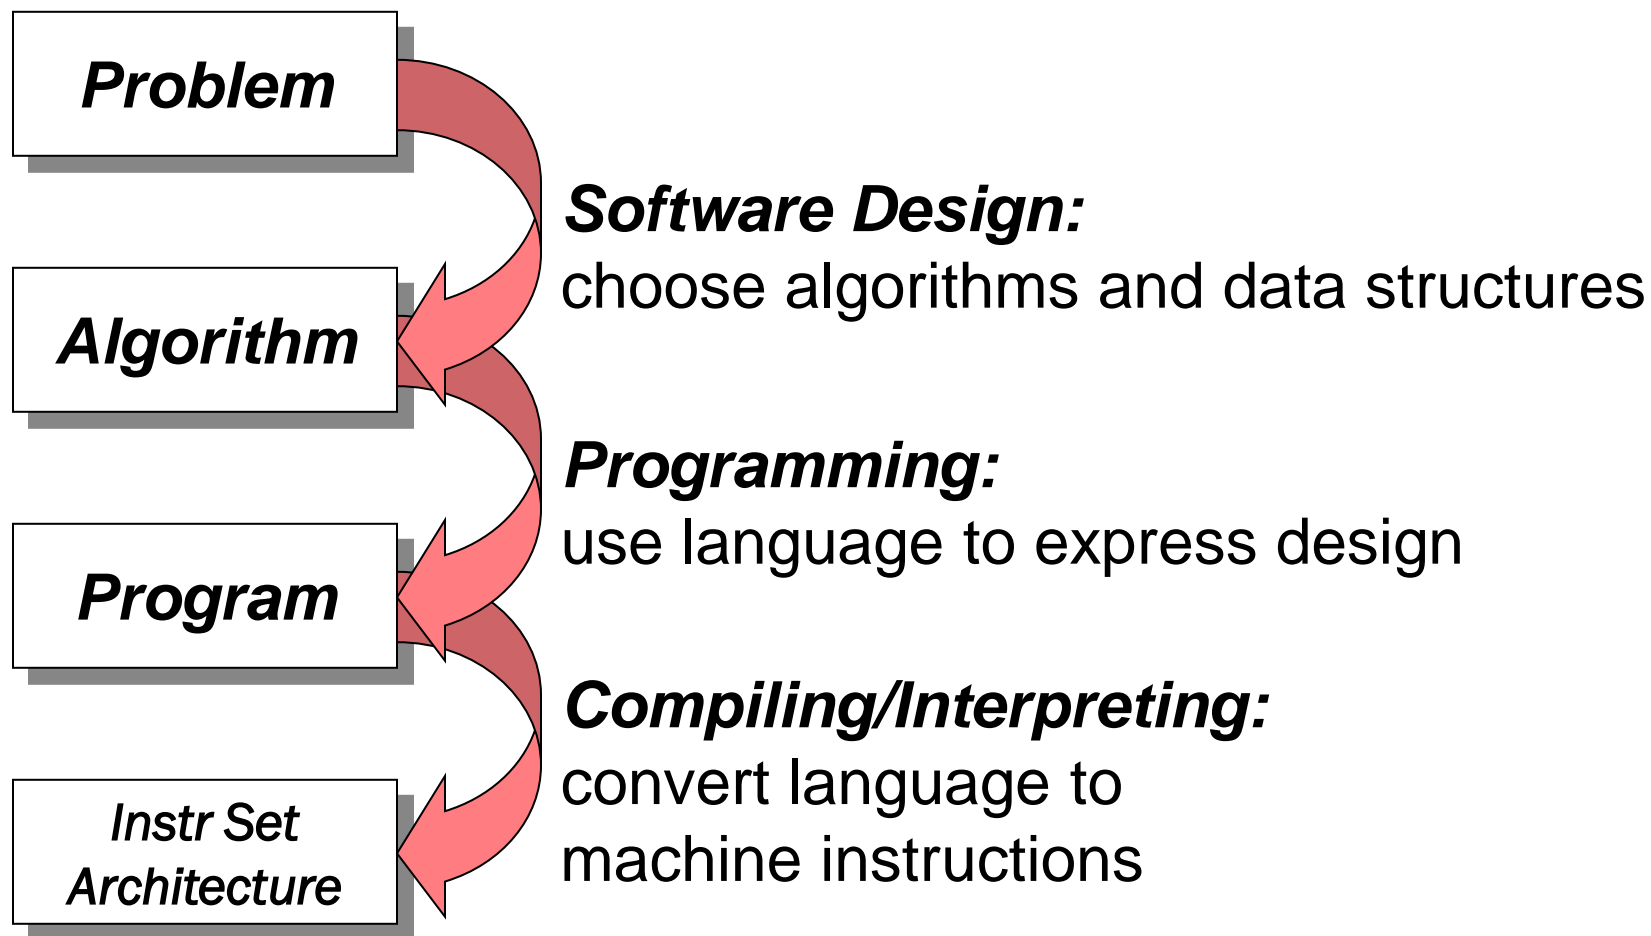 Problem
Software Design:
choose algorithms and data structures
Algorithm
Programming:
use language to express design
Program
Compiling/Interpreting:
convert language to
machine instructions
Instr Set
Architecture